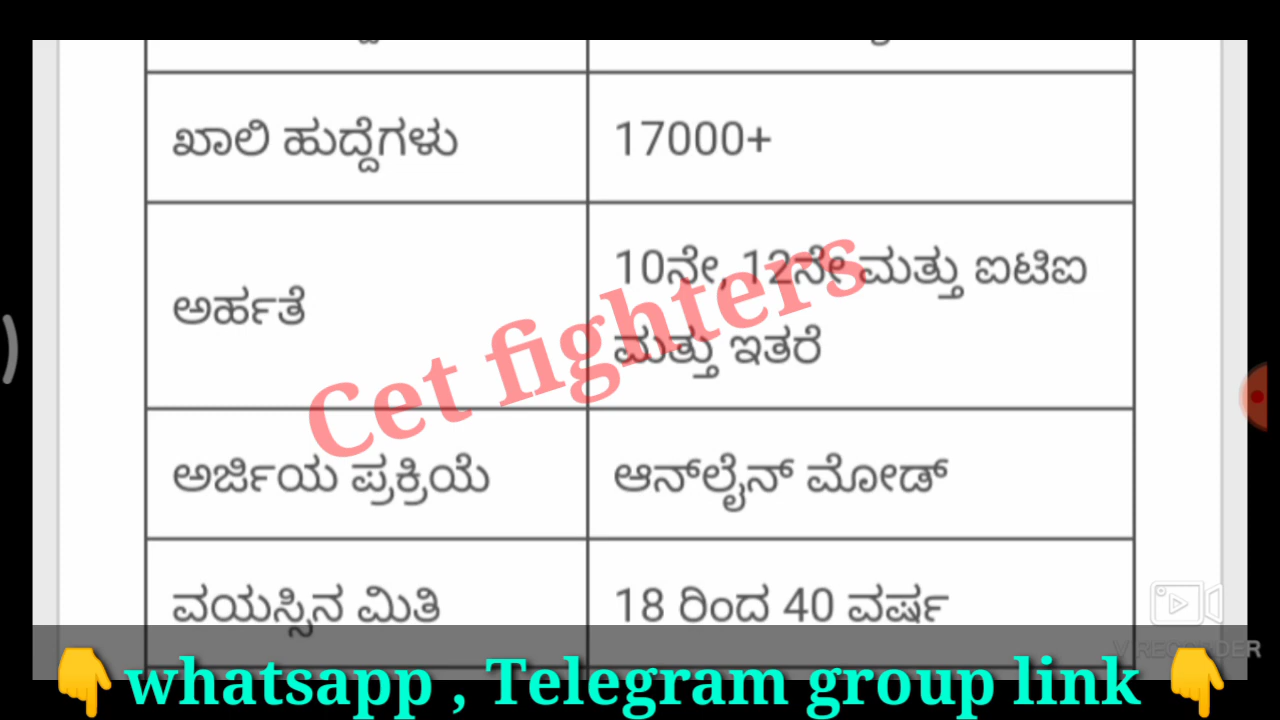 ಖಾಲಿ ಹುದ್ದೆಗಳು 17000+
ಅರ್ಹತೆ 10ನೇ, 12ನೇ ಮತ್ತು ಐಟಿಐ
ಮತ್ತು ಇತರೆ
Cet fighters
ಅರ್ಜಿಯ ಪ್ರಕ್ರಿಯೆ ಆನ್‌ಲೈನ್ ಮೋಡ್
ವಯಸ್ಸಿನ ಮಿತಿ 18 ರಿಂದ 40 ವರ್ಷ
V RECORDER
👇whatsapp , Telegram group link 👇